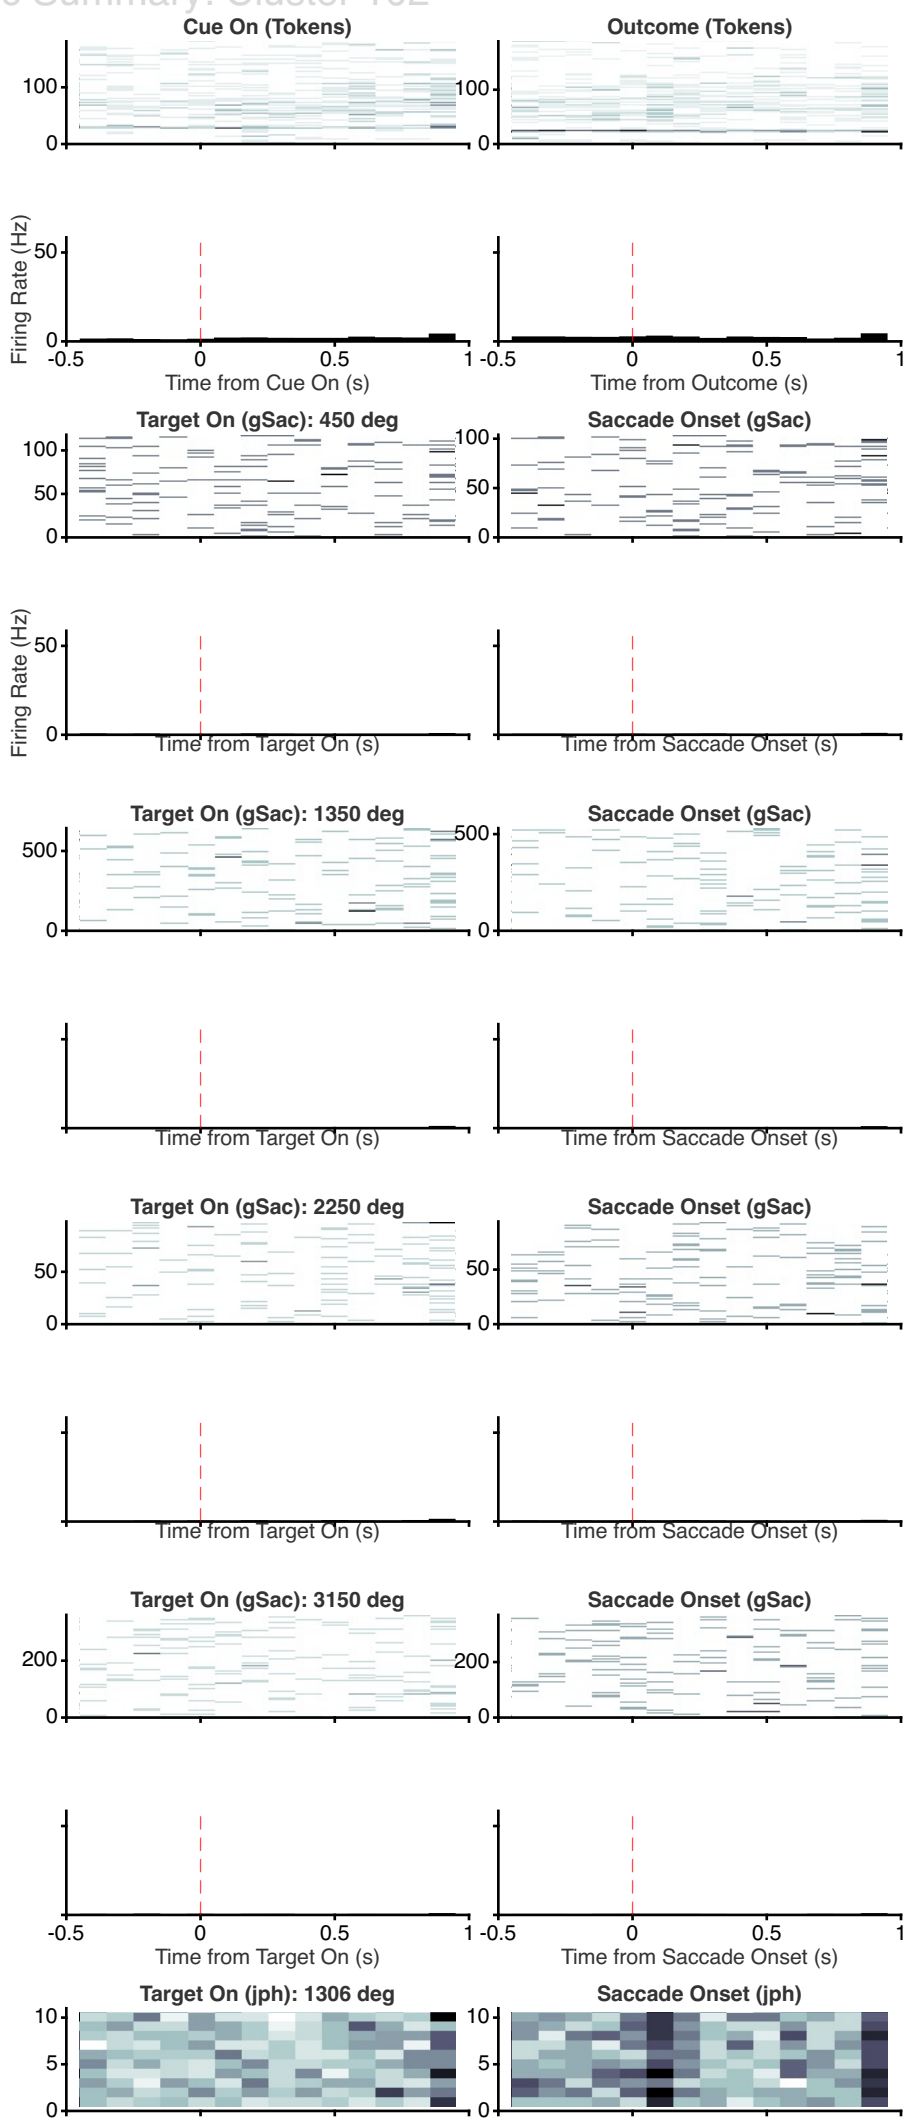 Summary: Cluster
Cue On (Tokens) Outcome (Tokens)
100 100
0 0
Firing Rate (Hz)
50
0
-0.5 0 0.5 1 -0.5 0 0.5 1
Time from Cue On (s) Time from Outcome (s)
Target On (gSac): 450 deg Saccade Onset (gSac)
100 100
50 50
0 0
Firing Rate (Hz)
50
0
Time from Target On (s) Time from Saccade Onset (s)
Target On (gSac): 1350 deg Saccade Onset (gSac)
500 500
0 0
Time from Target On (s) Time from Saccade Onset (s)
Target On (gSac): 2250 deg Saccade Onset (gSac)
50 50
0 0
Time from Target On (s) Time from Saccade Onset (s)
Target On (gSac): 3150 deg Saccade Onset (gSac)
200 200
0 0
-0.5 0 0.5 1 -0.5 0 0.5 1
Time from Target On (s) Time from Saccade Onset (s)
Target On (jph): 1306 deg Saccade Onset (jph)
10 10
5 5
0 0